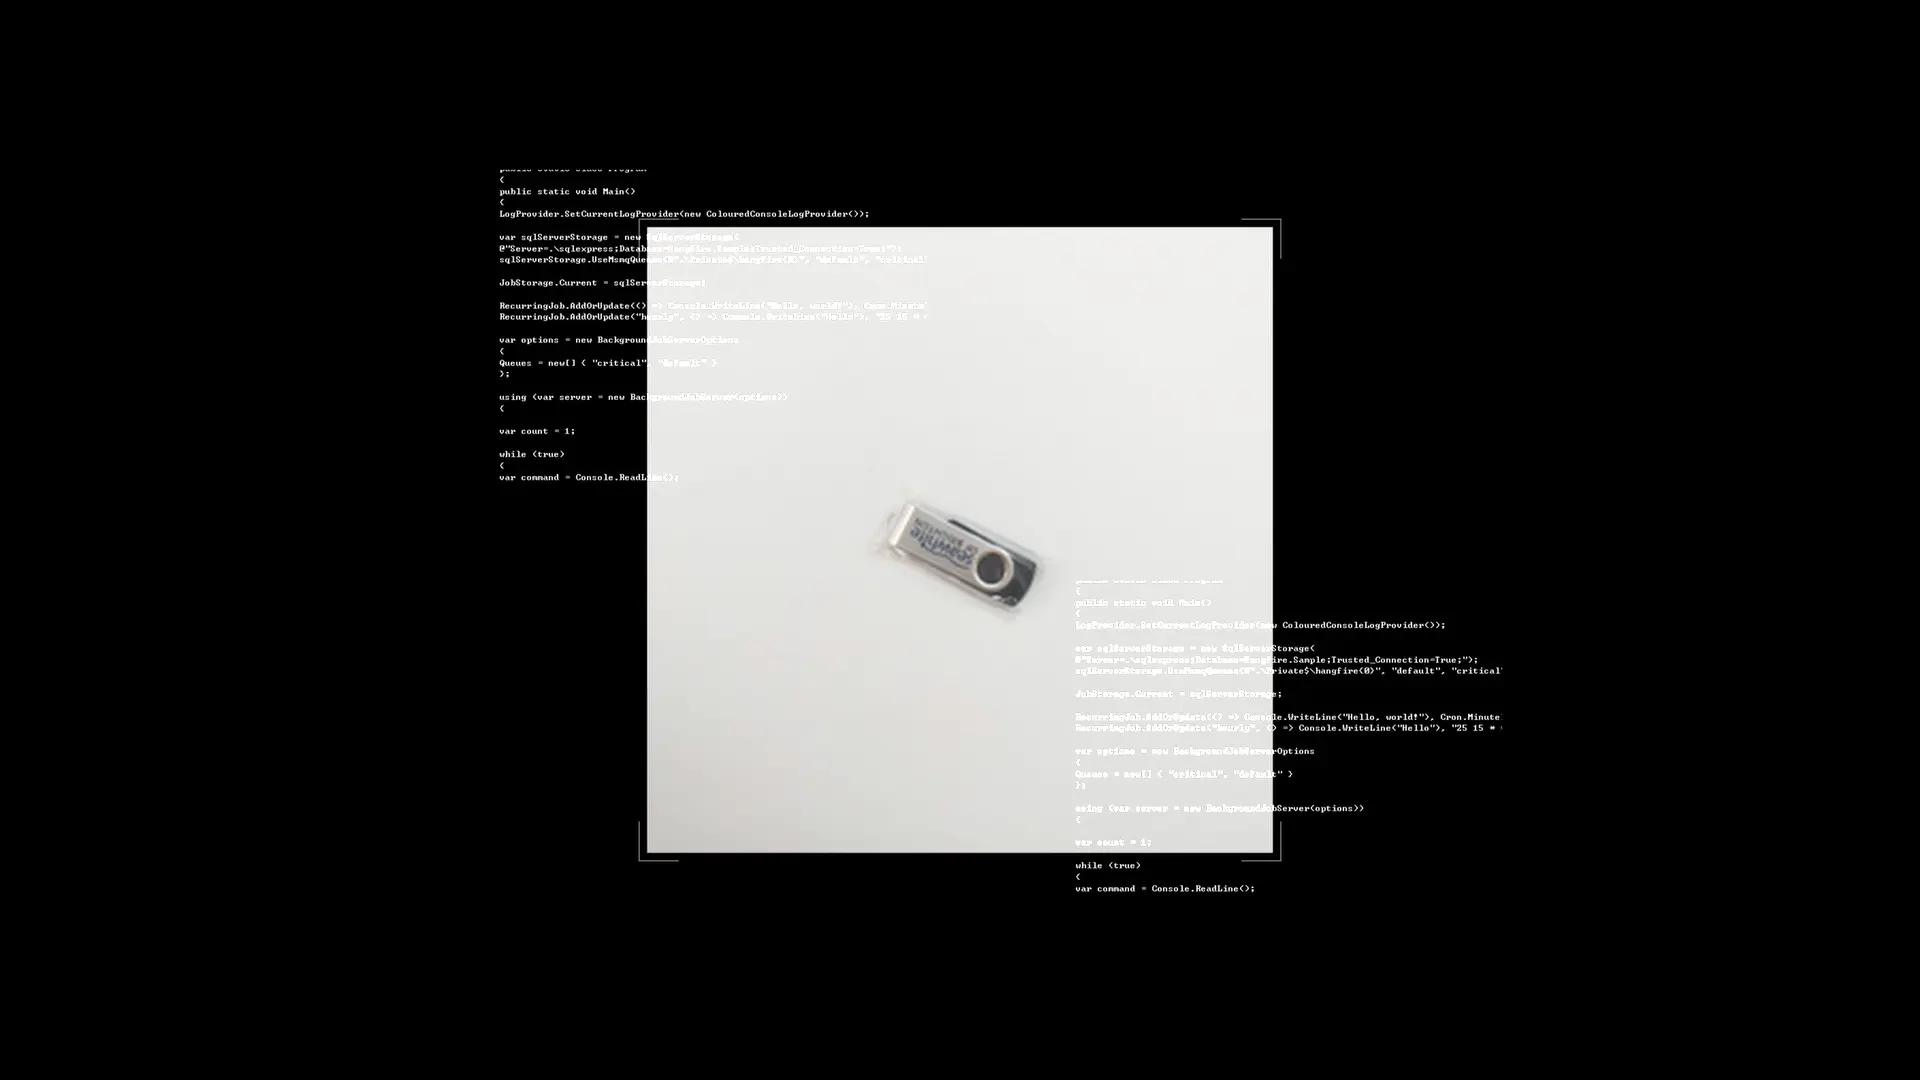 {
public static void Main()
{
LogProvider.SetCurrentLogProvider(new ColouredConsoleLogProvider());
var sqlServerStorage = new SqlServerStorage(
@"Server=.\sqlexpress;Database=Hangfire.Sample;Trusted_Connection=True;");
sqlServerStorage.UseMsmqQueues(@".\Private$\hangfire{0}", "default", "critical"
JobStorage.Current = sqlServerStorage;
RecurringJob.AddOrUpdate(() => Console.WriteLine("Hello, world!"), Cron.Minute
RecurringJob.AddOrUpdate("hourly", () => Console.WriteLine("Hello"), "25 15 *
var options = new BackgroundJobServerOptions
{
Queues = new[] { "critical", "default" }
};
using (var server = new BackgroundJobServer(options))
{
var count = 1;
while (true)
{
var command = Console.ReadLine();
seawhite
OF BRIGHTON
{
public static void Main()
{
LogProvider.SetCurrentLogProvider(new ColouredConsoleLogProvider());
var sqlServerStorage = new SqlServerStorage(
@"Server=.\sqlexpress;Database=Hangfire.Sample;Trusted_Connection=True;");
sqlServerStorage.UseMsmqQueues(@".\Private$\hangfire{0}", "default", "critical"
JobStorage.Current = sqlServerStorage;
RecurringJob.AddOrUpdate(() => Console.WriteLine("Hello, world!"), Cron.Minute
RecurringJob.AddOrUpdate("hourly", () => Console.WriteLine("Hello"), "25 15 *
var options = new BackgroundJobServerOptions
{
Queues = new[] { "critical", "default" }
};
using (var server = new BackgroundJobServer(options))
{
var count = 1;
while (true)
{
var command = Console.ReadLine();